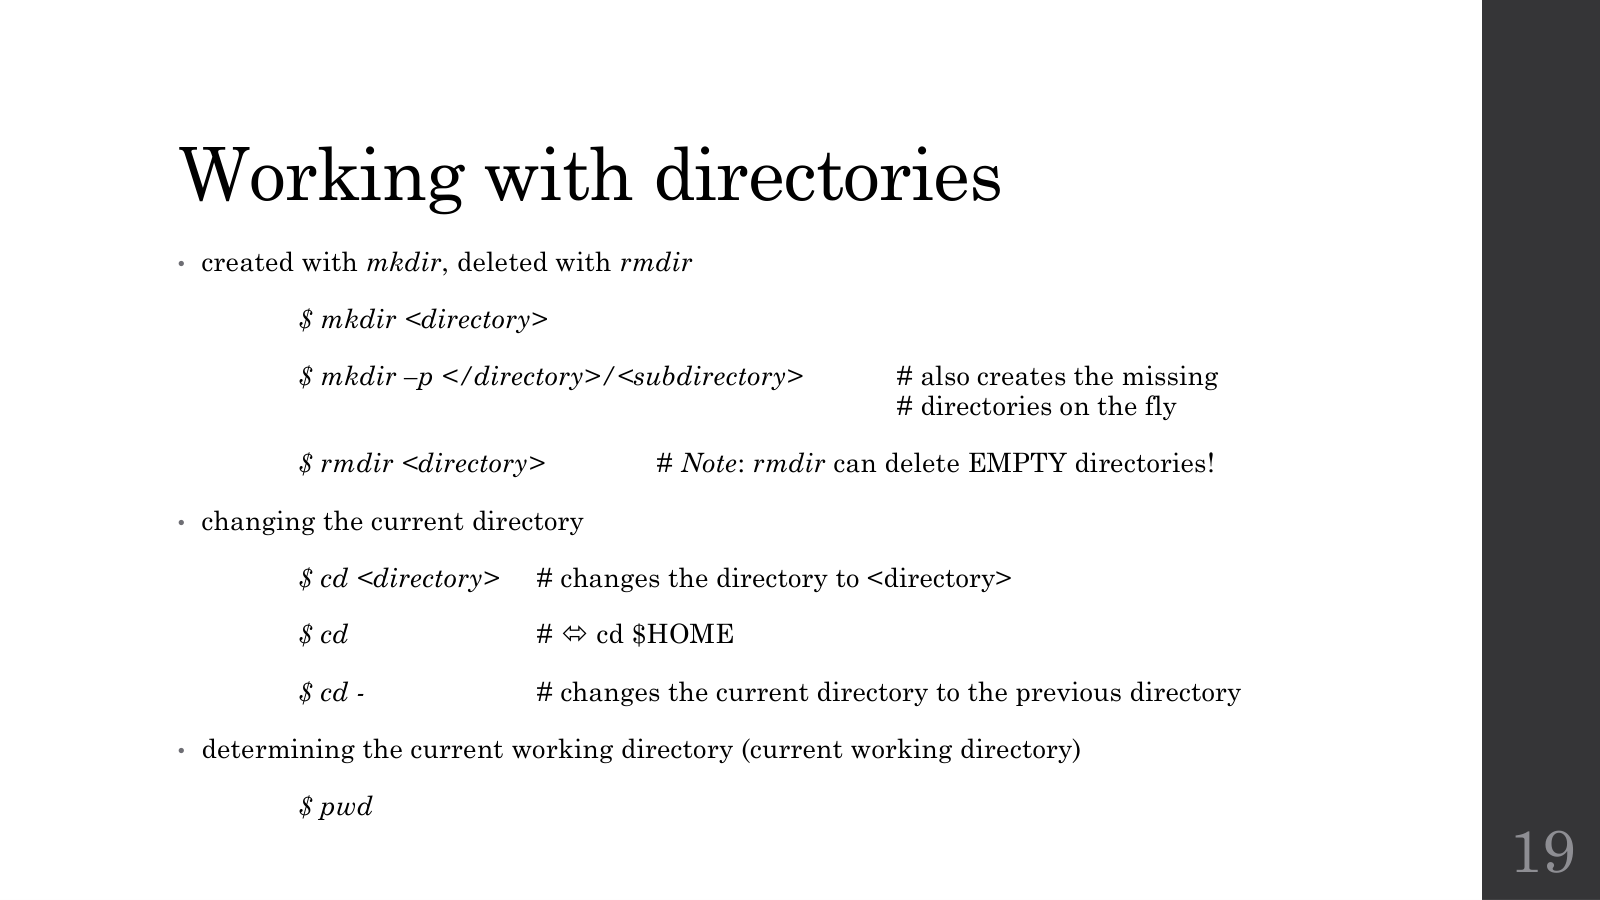 Working with directories
• created with mkdir, deleted with rmdir
$ mkdir <directory>
$ mkdir –p </directory>/<subdirectory> # also creates the missing
# directories on the fly
$ rmdir <directory> # Note: rmdir can delete EMPTY directories!
• changing the current directory
$ cd <directory> # changes the directory to <directory>
$ cd # ⬄ cd $HOME
$ cd - # changes the current directory to the previous directory
• determining the current working directory (current working directory)
$ pwd
19